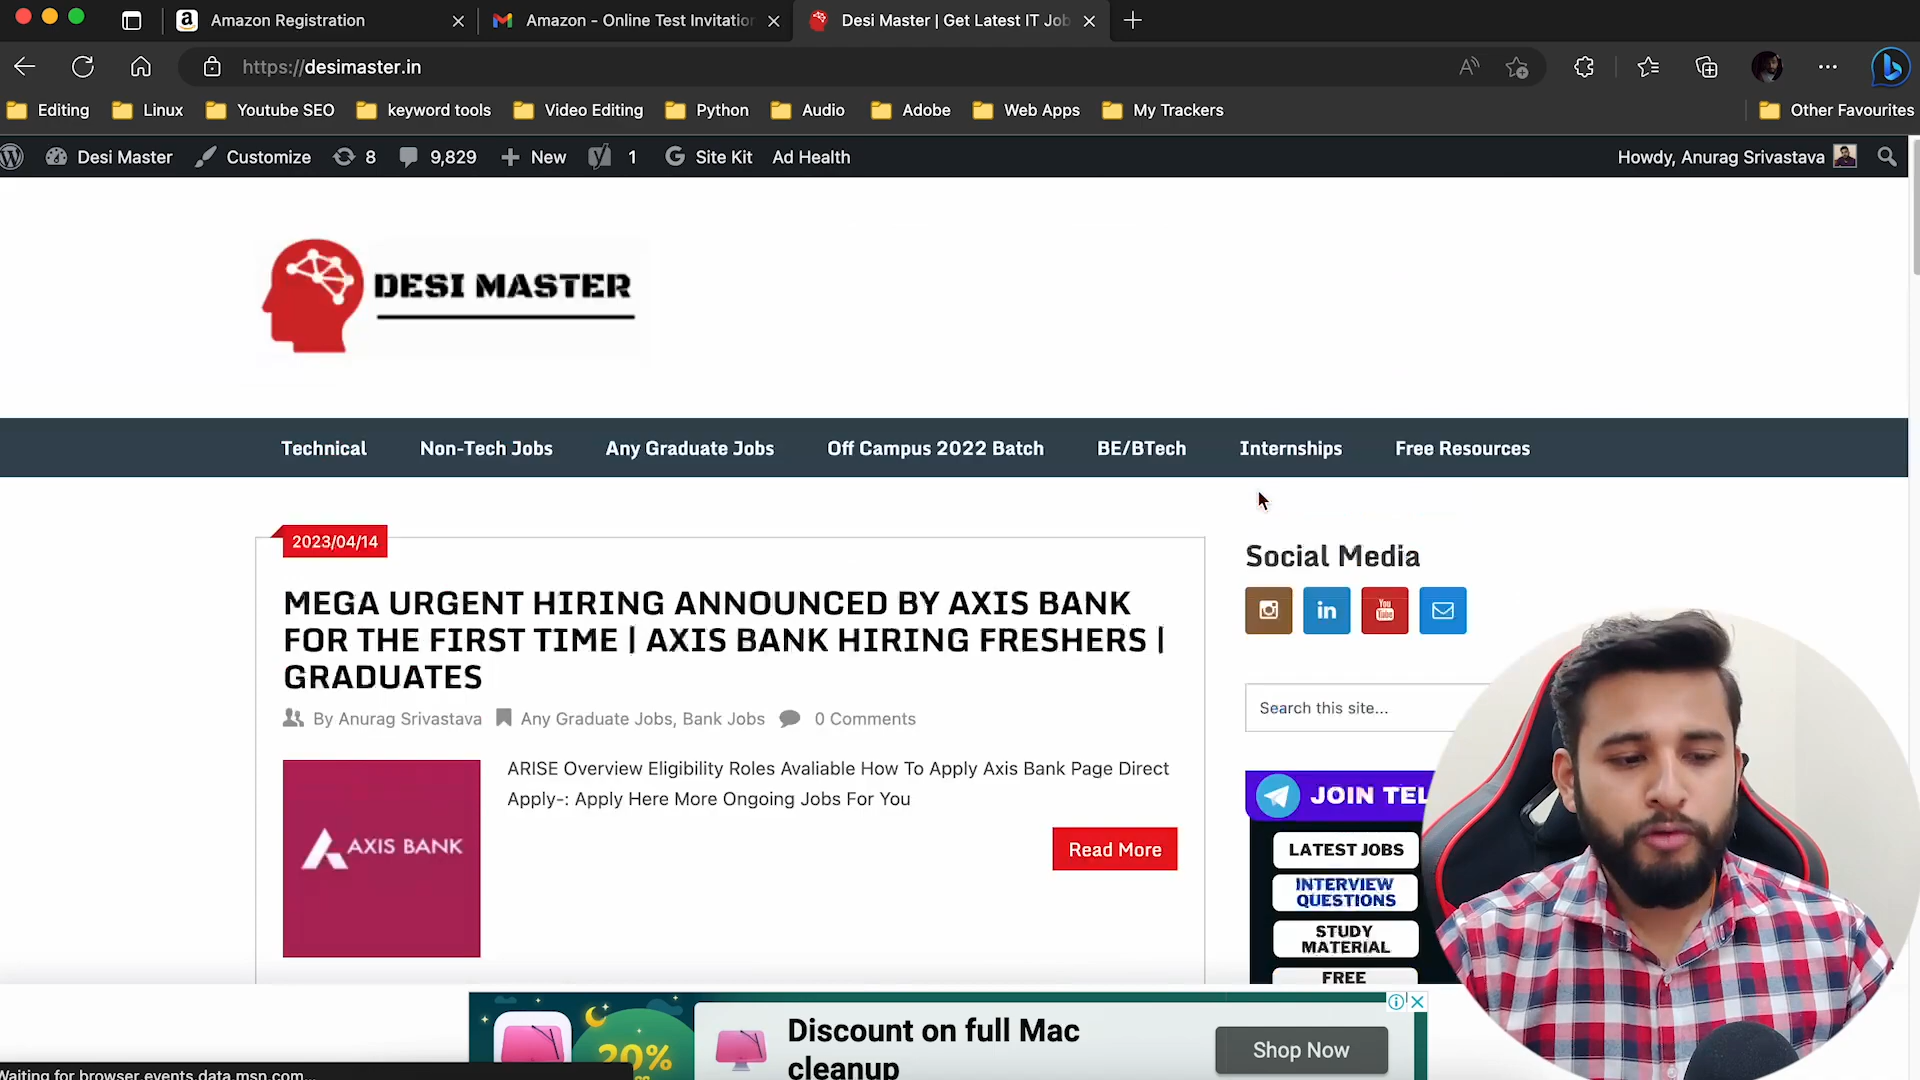 Amazon Registration
Amazon - Online Test Invitation
Desi Master | Get Latest IT Job
https://desimaster.in
Editing
Linux
Youtube SEO
keyword tools
Video Editing
Python
Audio
Adobe
Web Apps
My Trackers
Other Favourites
Desi Master
Customize
8
9,829
New
1
Site Kit
Ad Health
Howdy, Anurag Srivastava
DESI MASTER
Technical
Non-Tech Jobs
Any Graduate Jobs
Off Campus 2022 Batch
BE/BTech
Internships
Free Resources
2023/04/14
MEGA URGENT HIRING ANNOUNCED BY AXIS BANK
FOR THE FIRST TIME | AXIS BANK HIRING FRESHERS |
GRADUATES
By Anurag Srivastava
Any Graduate Jobs, Bank Jobs
0 Comments
AXIS BANK
ARISE Overview Eligibility Roles Avaliable How To Apply Axis Bank Page Direct
Apply-: Apply Here More Ongoing Jobs For You
Read More
Social Media
in
You
Tube
Search this site...
JOIN TEL
LATEST JOBS
INTERVIEW
QUESTIONS
STUDY
MATERIAL
FREE
20%
Discount on full Mac
cleanup
Shop Now
Waiting for browser.events.data.msn.com...